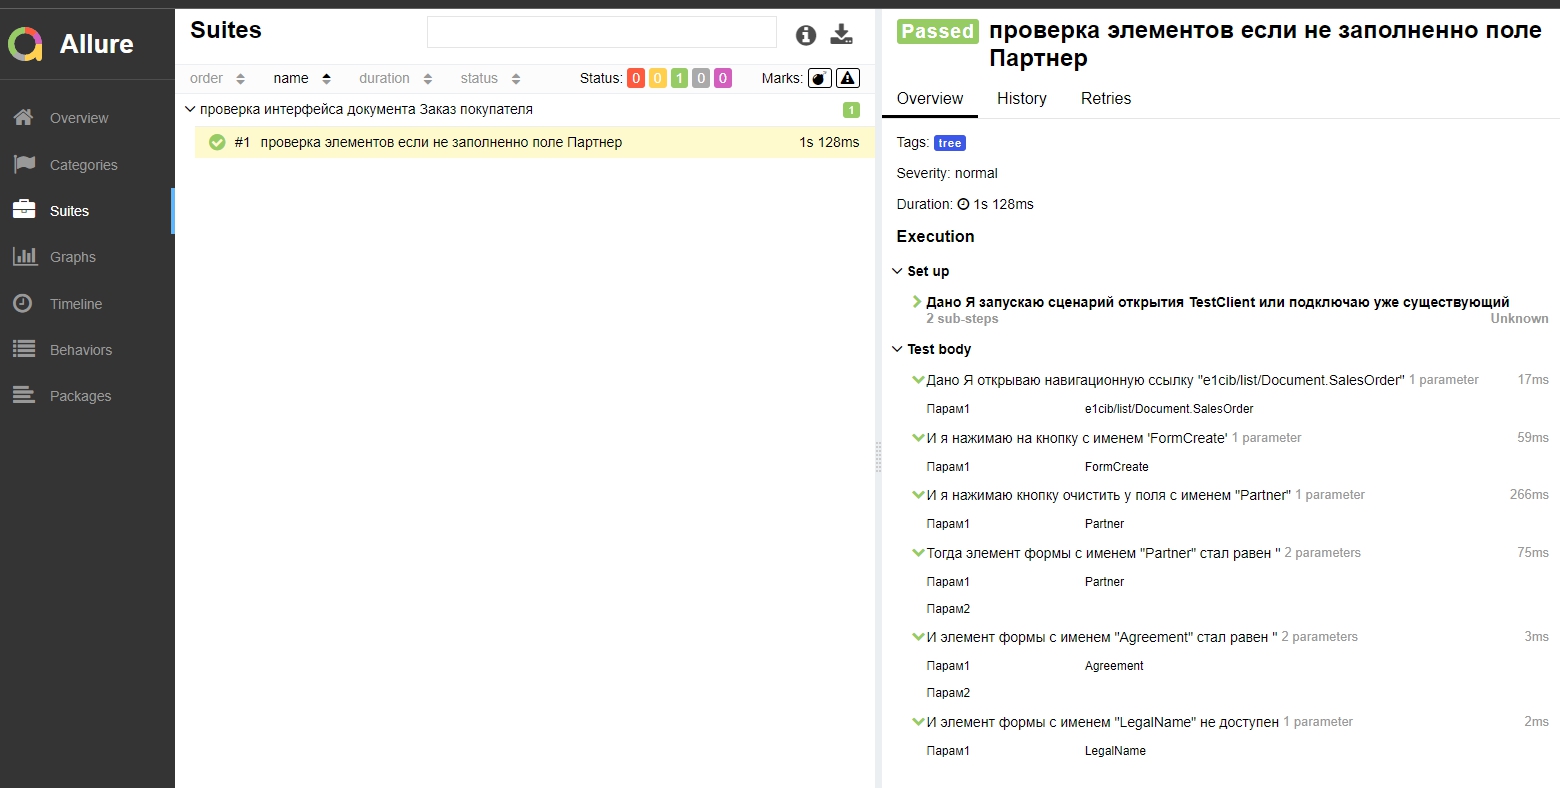 Allure
Overview
Categories
Suites
Graphs
Timeline
Behaviors
Packages
Suites
order name duration status Status: 0 0 1 0 0 Marks:
проверка интерфейса документа Заказ покупателя 1
#1 проверка элементов если не заполненно поле Партнер 1s 128ms
Passed проверка элементов если не заполненно поле
Партнер
Overview History Retries
Tags: tree
Severity: normal
Duration: 1s 128ms
Execution
Set up
Дано Я запускаю сценарий открытия TestClient или подключаю уже существующий
2 sub-steps Unknown
Test body
Дано Я открываю навигационную ссылку "e1cib/list/Document.SalesOrder" 1 parameter 17ms
Парам1 e1cib/list/Document.SalesOrder
И я нажимаю на кнопку с именем 'FormCreate' 1 parameter 59ms
Парам1 FormCreate
И я нажимаю кнопку очистить у поля с именем "Partner" 1 parameter 266ms
Парам1 Partner
Тогда элемент формы с именем "Partner" стал равен '' 2 parameters 75ms
Парам1 Partner
Парам2
И элемент формы с именем "Agreement" стал равен '' 2 parameters 3ms
Парам1 Agreement
Парам2
И элемент формы с именем "LegalName" не доступен 1 parameter 2ms
Парам1 LegalName